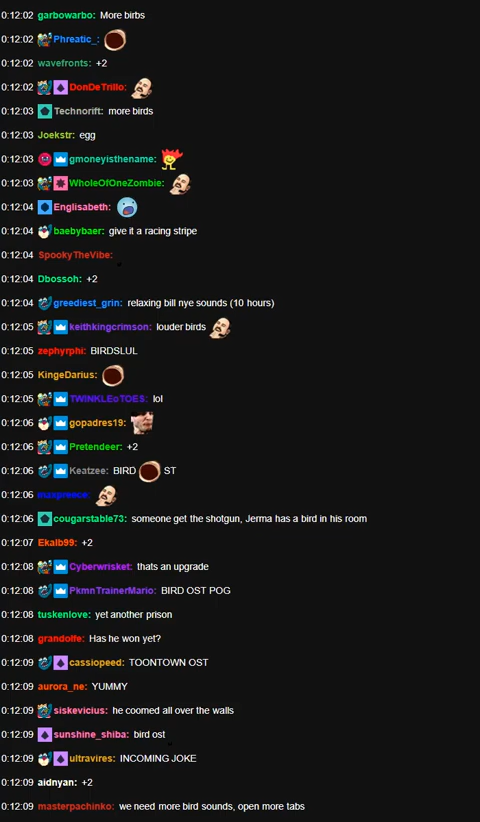 0:12:02 garbowarbo: More birbs
0:12:02 Phreatic_:
0:12:02 wavefronts: +2
0:12:02 DonDeTrillo:
0:12:03 Technorift: more birds
0:12:03 Joekstr: egg
0:12:03 gmoneyisthename:
0:12:03 WholeOfOneZombie:
0:12:04 Englisabeth:
0:12:04 baebybaer: give it a racing stripe
0:12:04 SpookyTheVibe:
0:12:04 Dbossoh: +2
0:12:04 greediest_grin: relaxing bill nye sounds (10 hours)
0:12:05 keithkingcrimson: louder birds
0:12:05 zephyrphi: BIRDSLUL
0:12:05 KingeDarius:
0:12:05 TWINKLEoTOES: lol
0:12:06 gopadres19:
0:12:06 Pretendeer: +2
0:12:06 Keatzee: BIRD ST
0:12:06
0:12:06 cougarstable73: someone get the shotgun, Jerma has a bird in his room
0:12:07 Ekalb99: +2
0:12:08 Cyberwrisket: thats an upgrade
0:12:08 PkmnTrainerMario: BIRD OST POG
0:12:08 tuskenlove: yet another prison
0:12:08 grandolfe: Has he won yet?
0:12:09 cassiopeed: TOONTOWN OST
0:12:09 aurora_ne: YUMMY
0:12:09 siskevicius: he coomed all over the walls
0:12:09 sunshine_shiba: bird ost
0:12:09 ultravires: INCOMING JOKE
0:12:09 aidnyan: +2
0:12:09 masterpachinko: we need more bird sounds, open more tabs